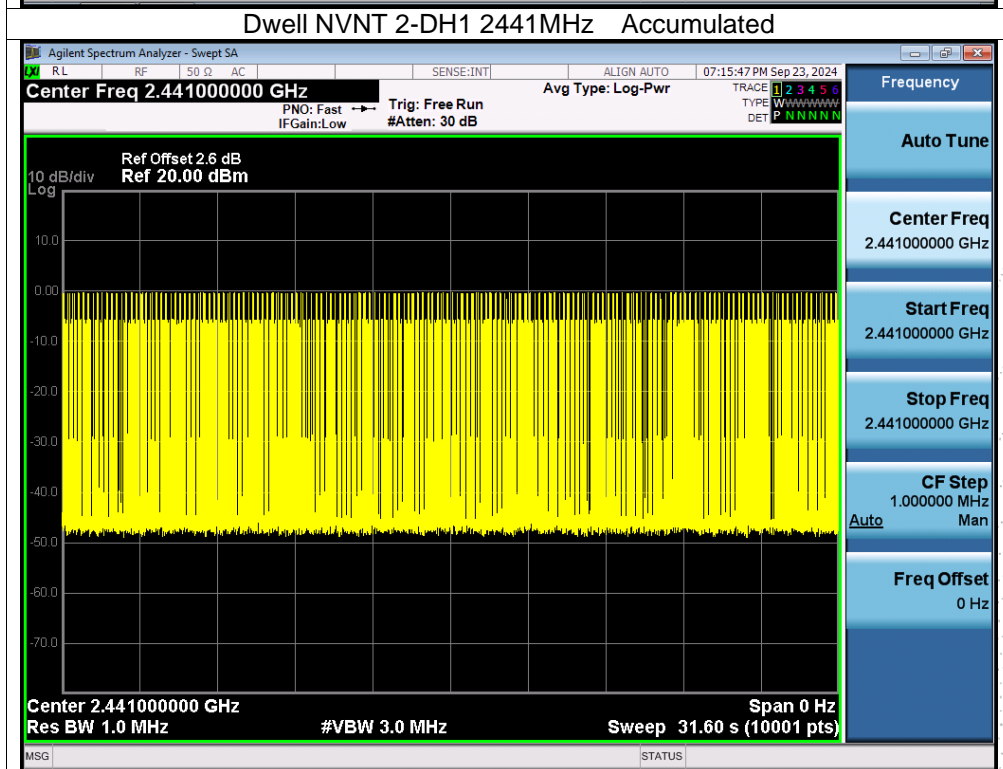 Dwell NVNT 2-DH1 2441MHz Accumulated
Agilent Spectrum Analyzer - Swept SA
LXI RL RF 50 Ω AC SENSE:INT ALIGN AUTO 07:15:47 PM Sep 23, 2024
Center Freq 2.441000000 GHz
PNO: Fast
IFGain:Low
Trig: Free Run
#Atten: 30 dB
Avg Type: Log-Pwr
TRACE 1 2 3 4 5 6
TYPE WWWWWWW
DET P N N N N N
Ref Offset 2.6 dB
10 dB/div Ref 20.00 dBm
Log
10.0
0.00
-10.0
-20.0
-30.0
-40.0
-50.0
-60.0
-70.0
Center 2.441000000 GHz Span 0 Hz
Res BW 1.0 MHz #VBW 3.0 MHz Sweep 31.60 s (10001 pts)
MSG STATUS
Frequency
Auto Tune
Center Freq
2.441000000 GHz
Start Freq
2.441000000 GHz
Stop Freq
2.441000000 GHz
CF Step
1.000000 MHz
Auto Man
Freq Offset
0 Hz